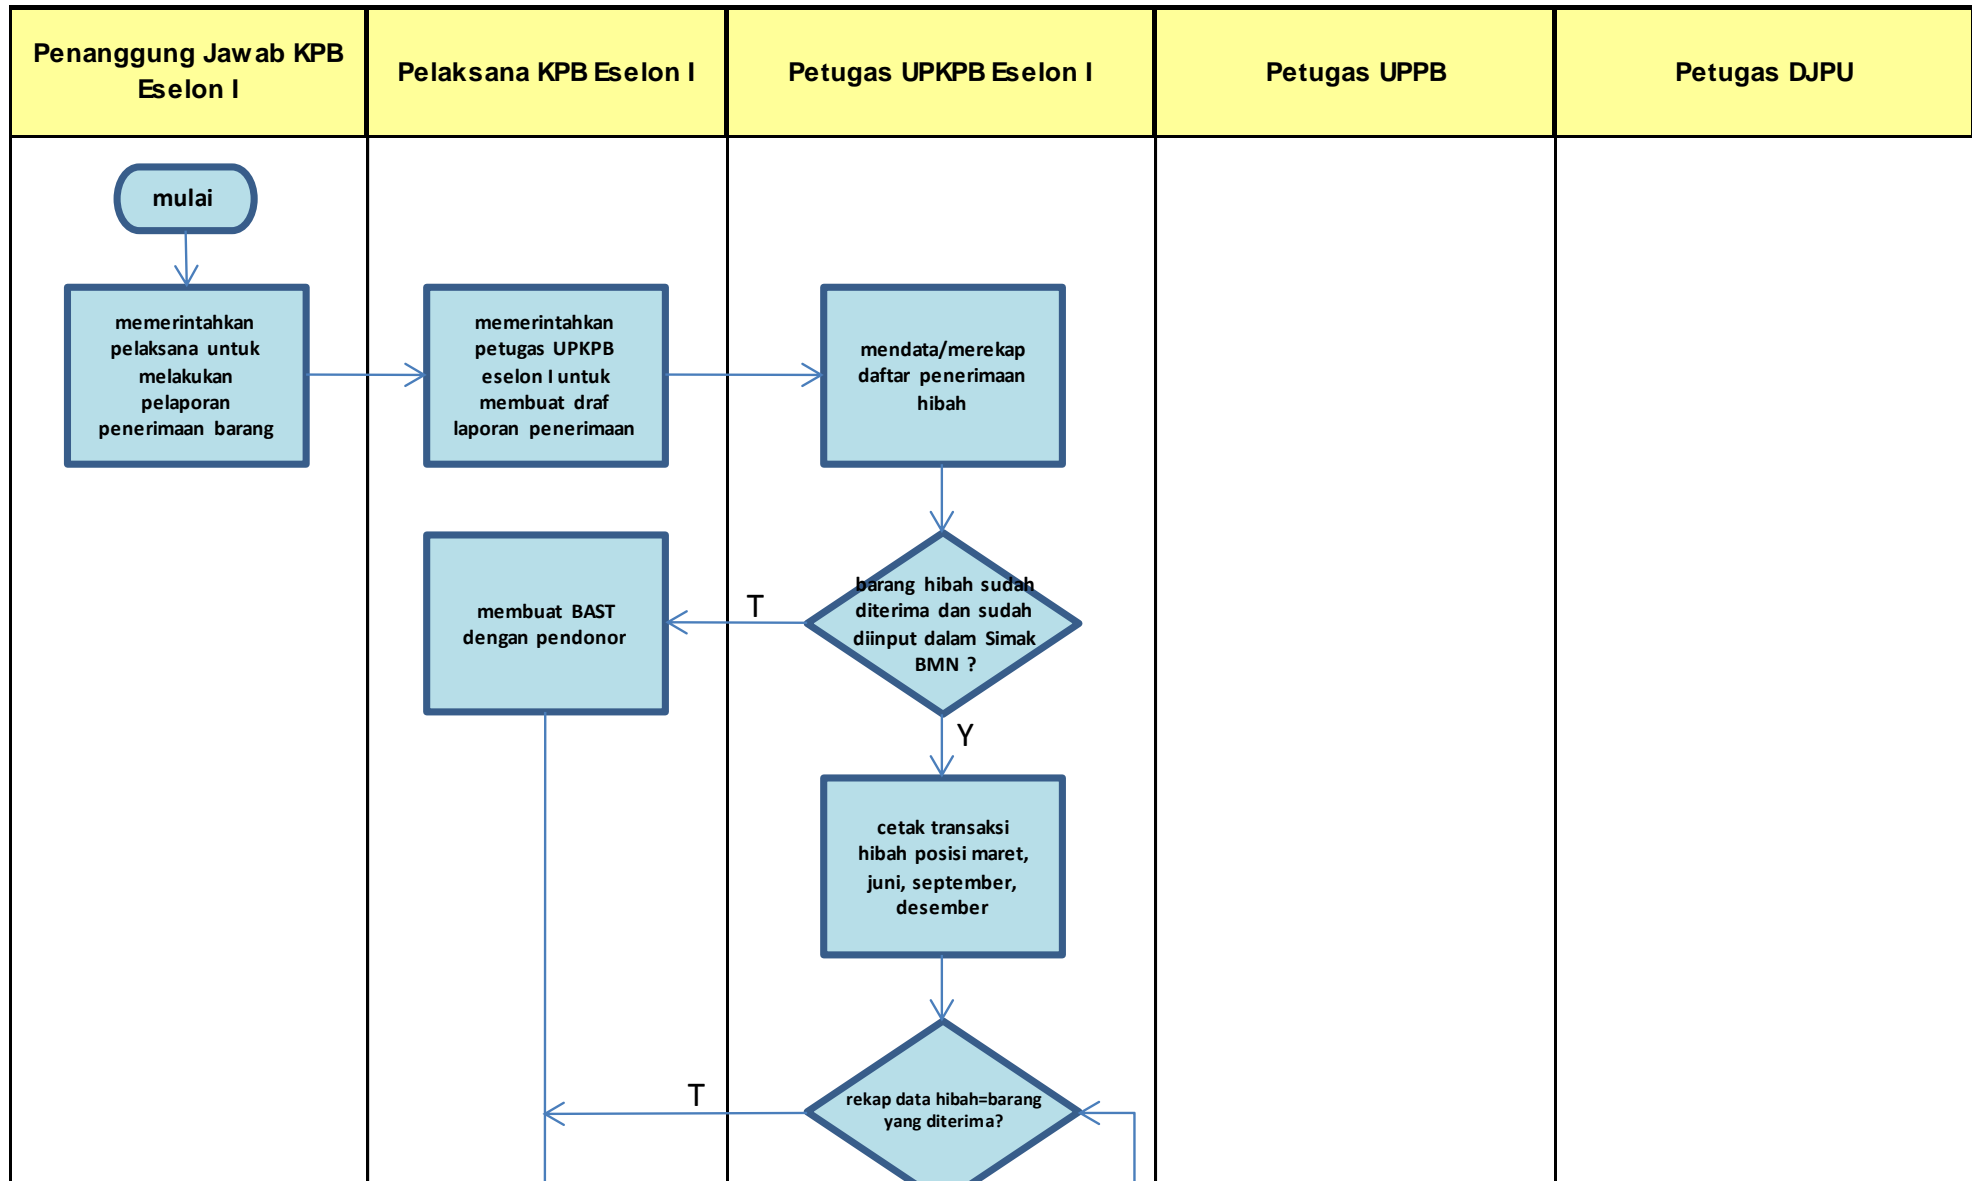 Penanggung Jawab KPB
Eselon I
Pelaksana KPB Eselon I
Petugas UPKPB Eselon I
Petugas UPPB
Petugas DJPU
mulai
memerintahkan
pelaksana untuk
melakukan
pelaporan
penerimaan barang
memerintahkan
petugas UPKPB
eselon I untuk
membuat draf
laporan penerimaan
mendata/merekap
daftar penerimaan
hibah
membuat BAST
dengan pendonor
T
barang hibah sudah
diterima dan sudah
diinput dalam Simak
BMN ?
Y
cetak transaksi
hibah posisi maret,
juni, september,
desember
T
rekap data hibah=barang
yang diterima?